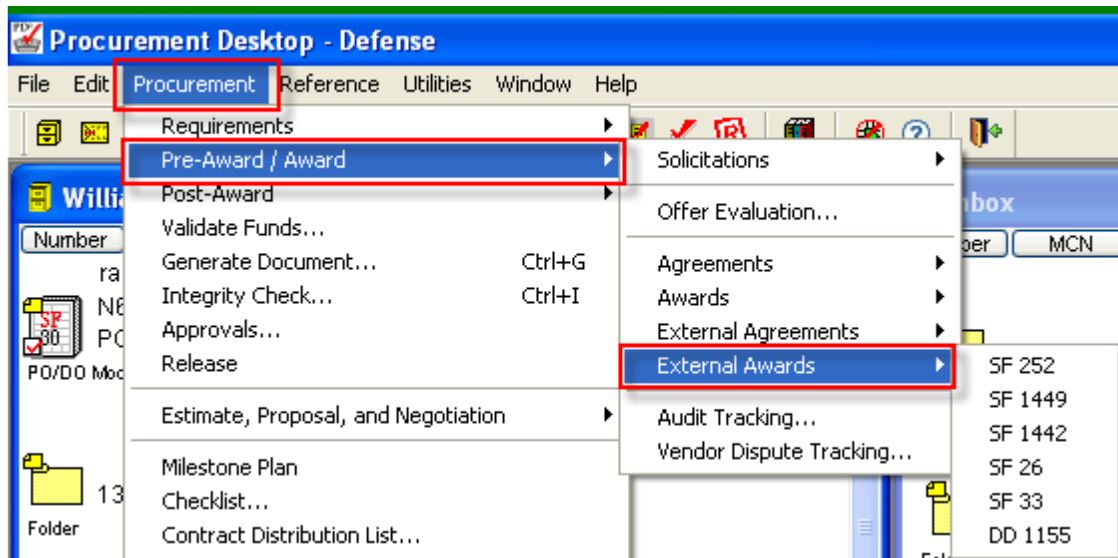 Procurement Desktop - Defense
File Edit Procurement Reference Utilities Window Help
Requirements
Pre-Award / Award
Post-Award
Validate Funds...
Generate Document... Ctrl+G
Integrity Check... Ctrl+I
Approvals...
Release
Estimate, Proposal, and Negotiation
Milestone Plan
Checklist...
Contract Distribution List...
Solicitations
Offer Evaluation...
Agreements
Awards
External Agreements
External Awards
Audit Tracking...
Vendor Dispute Tracking...
SF 252
SF 1449
SF 1442
SF 26
SF 33
DD 1155
Number
SF
30
PO/DO
13
Folder
MCN